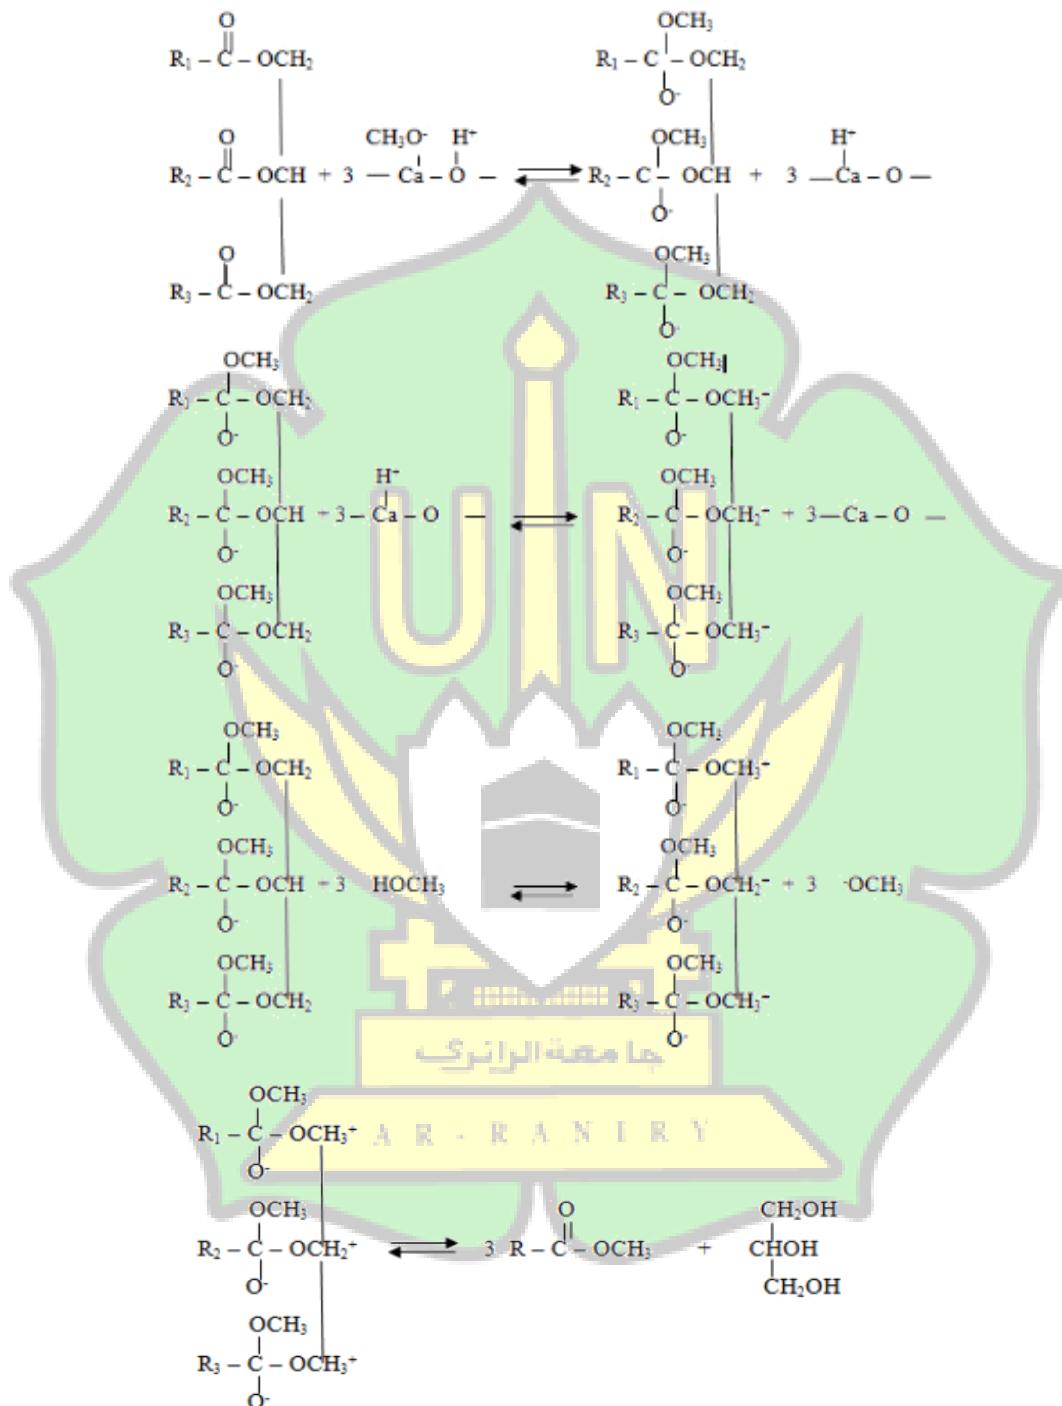 O OCH₃
R₁ – C – OCH₂ R₁ – C – OCH₂
O⁻
O CH₃O⁻ H⁺ OCH₃ H⁺
R₂ – C – OCH + 3 — Ca – O – ⇌ R₂ – C – OCH + 3 — Ca – O —
O⁻
O OCH₃
R₃ – C – OCH₂ R₃ – C – OCH₂
O⁻
OCH₃ OCH₃
R₁ – C – OCH₂ R₁ – C – OCH₃⁻
O⁻ O⁻
OCH₃ H⁺ OCH₃
R₂ – C – OCH + 3 – Ca – O — ⇌ R₂ – C – OCH₂⁻ + 3 — Ca – O —
O⁻ O⁻
OCH₃ OCH₃
R₃ – C – OCH₂ R₃ – C – OCH₃⁻
O⁻ O⁻
UIN
OCH₃ OCH₃
R₁ – C – OCH₂ R₁ – C – OCH₃⁺
O⁻ O⁻
OCH₃ OCH₃
R₂ – C – OCH + 3 HOCH₃ ⇌ R₂ – C – OCH₂⁻ + 3 ⁻OCH₃
O⁻ O⁻
OCH₃ OCH₃
R₃ – C – OCH₂ R₃ – C – OCH₃⁻
O⁻ O⁻
جامعة الرانري
OCH₃
R₁ – C – OCH₃⁺
AR-RANIRY
O⁻
OCH₃ O CH₂OH
R₂ – C – OCH₂⁺ ⇌ 3 R – C – OCH₃ + CHOH
O⁻ CH₂OH
OCH₃
R₃ – C – OCH₃⁺
O⁻